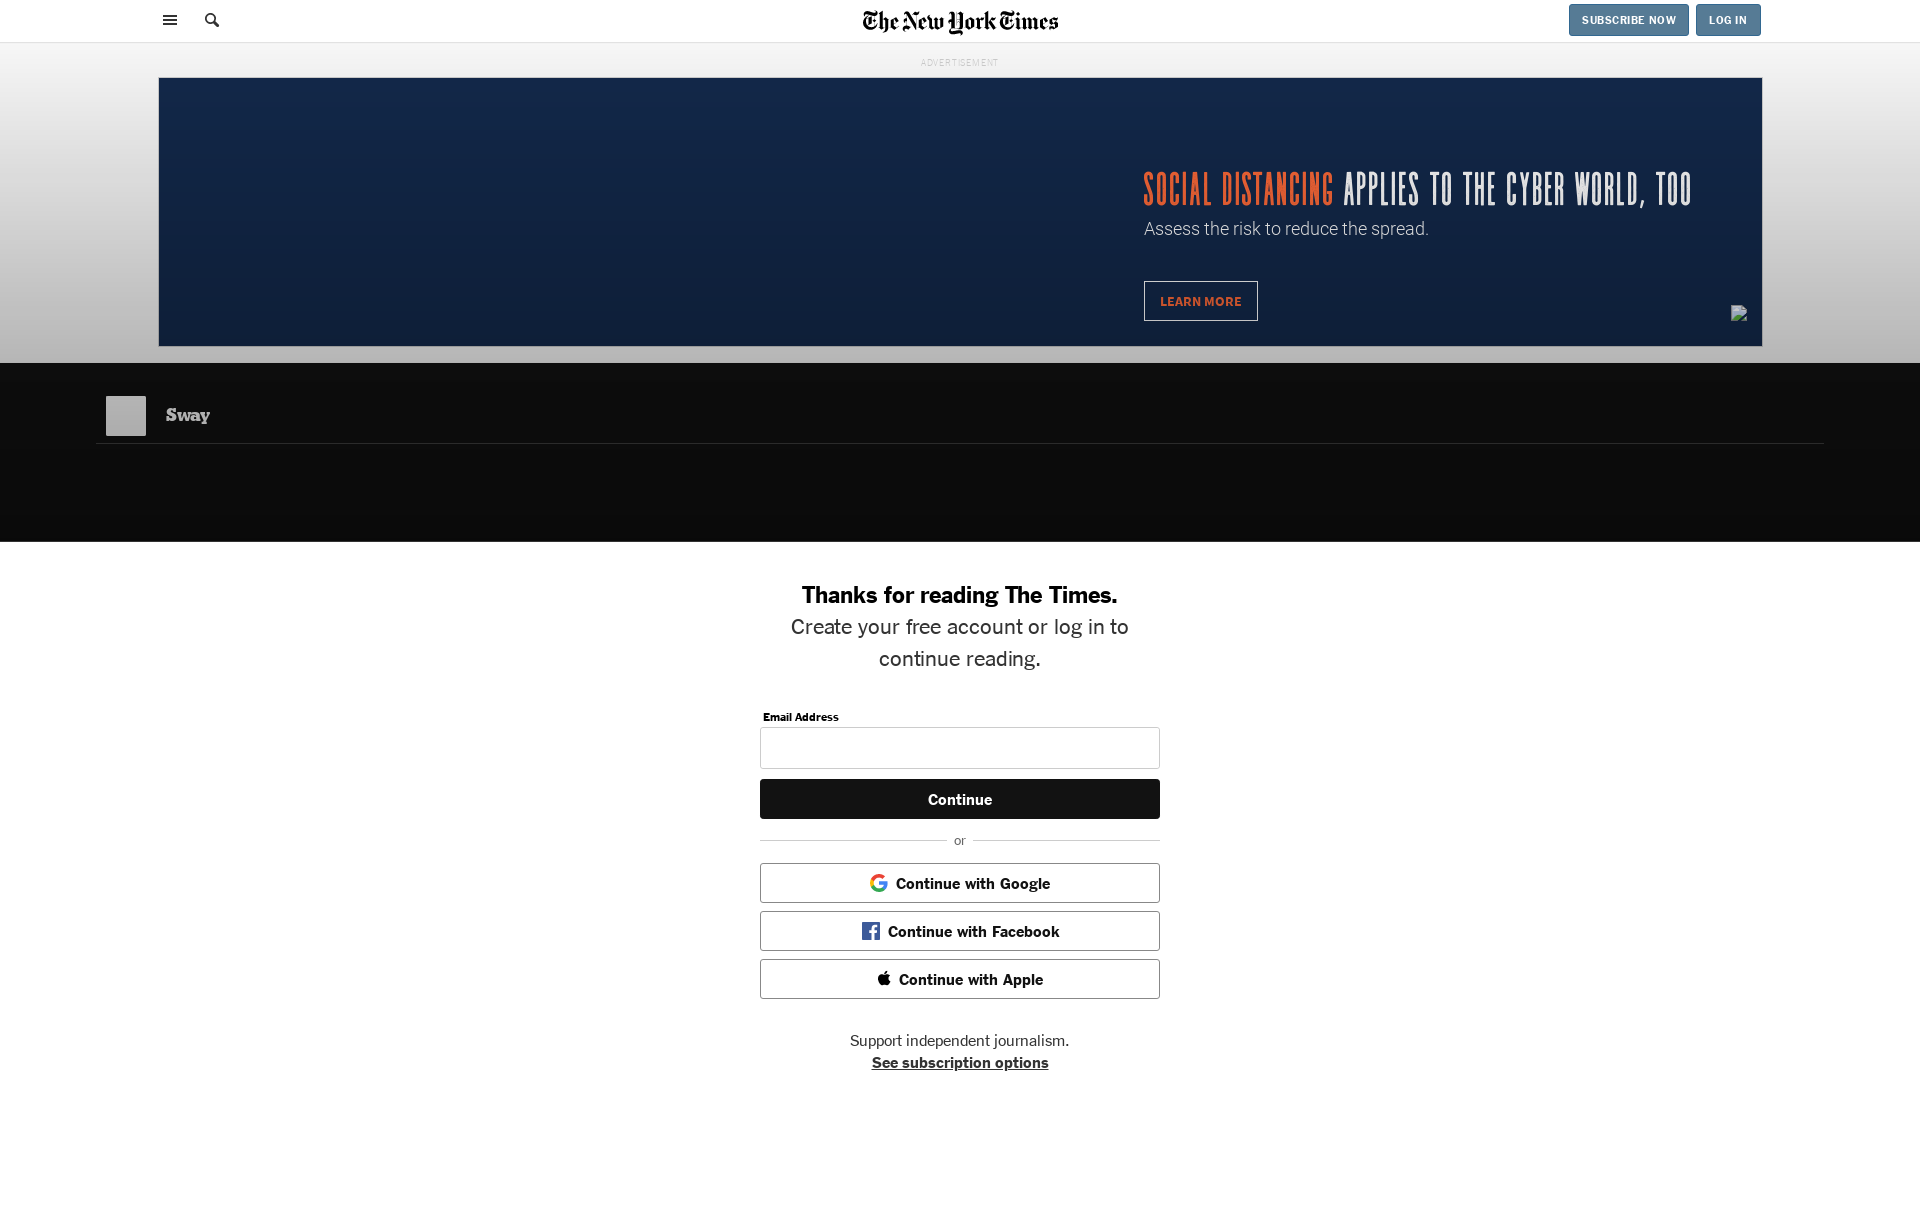 The New York Times
SUBSCRIBE NOW
LOG IN
ADVERTISEMENT
SOCIAL DISTANCING APPLIES TO THE CYBER WORLD, TOO
Assess the risk to reduce the spread.
LEARN MORE
Sway
Thanks for reading The Times.
Create your free account or log in to
continue reading.
Email Address
Continue
or
Continue with Google
Continue with Facebook
Continue with Apple
Support independent journalism.
See subscription options